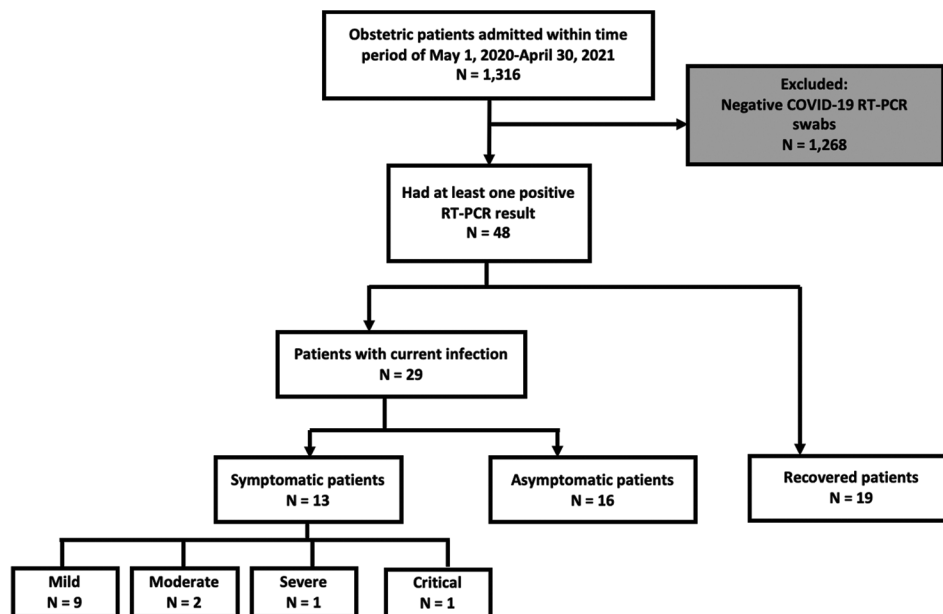 Obstetric patients admitted within time
period of May 1, 2020-April 30, 2021
N = 1,316
Excluded:
Negative COVID-19 RT-PCR
swabs
N = 1,268
Had at least one positive
RT-PCR result
N = 48
Patients with current infection
N = 29
Symptomatic patients
N = 13
Asymptomatic patients
N = 16
Recovered patients
N = 19
Mild
N = 9
Moderate
N = 2
Severe
N = 1
Critical
N = 1